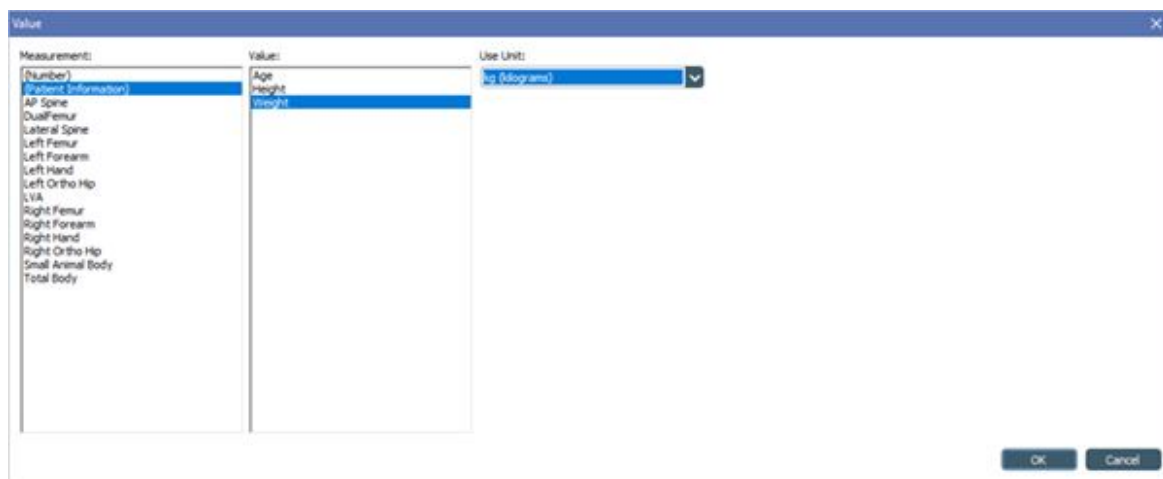 Value
Measurement:
(Number)
(Patient Information)
AP Spine
DualFemur
Lateral Spine
Left Femur
Left Forearm
Left Hand
Left Ortho Hip
LVA
Right Femur
Right Forearm
Right Hand
Right Ortho Hip
Small Animal Body
Total Body
Value:
Age
Height
Weight
Use Unit:
kg (kilograms)
OK
Cancel